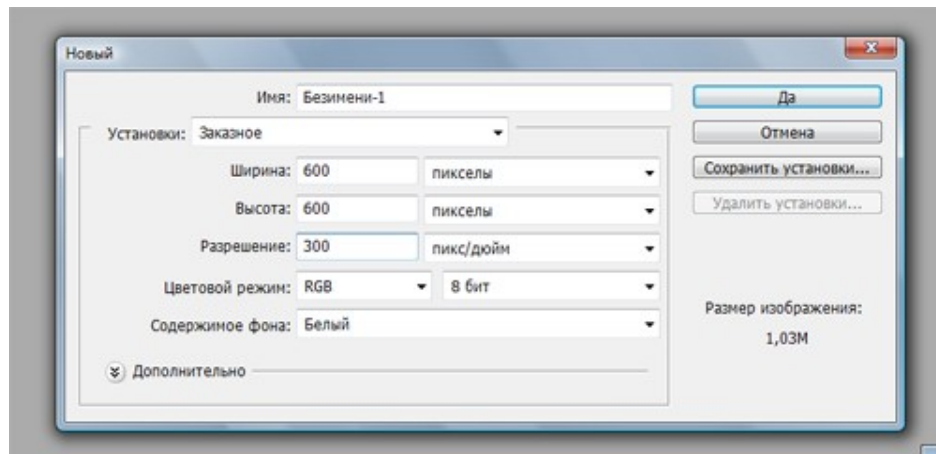 Новый
Имя: Безимени-1
Да
Установки: Заказное
Отмена
Ширина: 600 пикселы
Сохранить установки...
Высота: 600 пикселы
Удалить установки...
Разрешение: 300 пикс/дюйм
Цветовой режим: RGB 8 бит
Содержимое фона: Белый
Размер изображения:
1,03M
Дополнительно